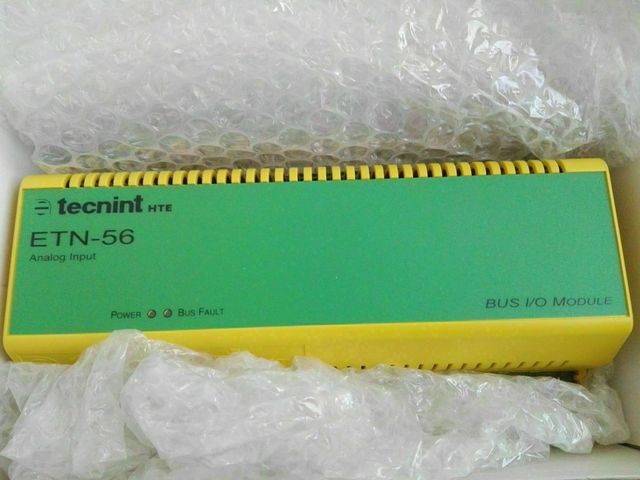 tecnint HTE
ETN-56
Analog Input
POWER BUS FAULT
BUS I/O MODULE